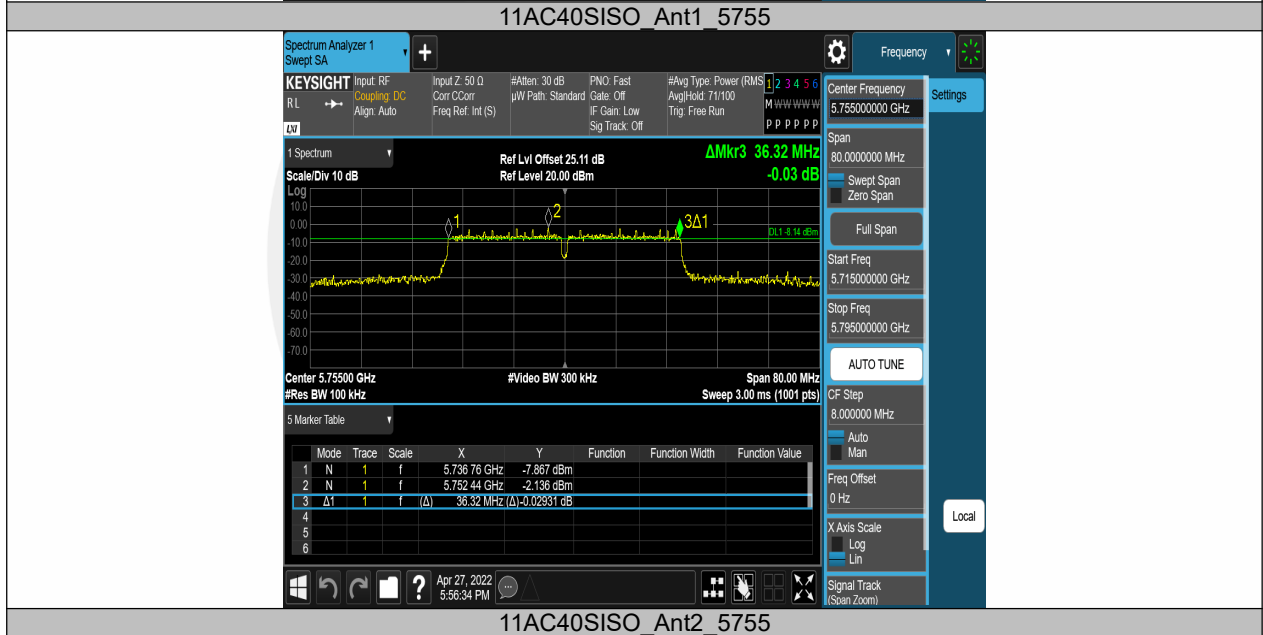 11AC40SISO_Ant1_5755
Spectrum Analyzer 1
Swept SA
+
Frequency
KEYSIGHT
RL
LXI
Input: RF
Coupling: DC
Align: Auto
Input Z: 50 Ω
Corr CCorr
Freq Ref: Int (S)
#Atten: 30 dB
µW Path: Standard
PNO: Fast
Gate: Off
IF Gain: Low
Sig Track: Off
#Avg Type: Power (RMS
Avg|Hold: 71/100
Trig: Free Run
1 2 3 4 5 6
M W W W W W
P P P P P P
1 Spectrum
Scale/Div 10 dB
Ref Lvl Offset 25.11 dB
Ref Level 20.00 dBm
ΔMkr3 36.32 MHz
-0.03 dB
Log
10.0
0.00
-10.0
-20.0
-30.0
-40.0
-50.0
-60.0
-70.0
1
2
3Δ1
DL1 -8.14 dBm
Center 5.75500 GHz
#Video BW 300 kHz
Span 80.00 MHz
#Res BW 100 kHz
Sweep 3.00 ms (1001 pts)
5 Marker Table
Mode Trace Scale X Y Function Function Width Function Value
1 N 1 f 5.736 76 GHz -7.867 dBm
2 N 1 f 5.752 44 GHz -2.136 dBm
3 Δ1 1 f (Δ) 36.32 MHz (Δ)-0.02931 dB
4
5
6
?
Apr 27, 2022
5:56:34 PM
Center Frequency
5.755000000 GHz
Span
80.0000000 MHz
Swept Span
Zero Span
Full Span
Start Freq
5.715000000 GHz
Stop Freq
5.795000000 GHz
AUTO TUNE
CF Step
8.000000 MHz
Auto
Man
Freq Offset
0 Hz
X Axis Scale
Log
Lin
Signal Track
(Span Zoom)
Settings
Local
11AC40SISO_Ant2_5755